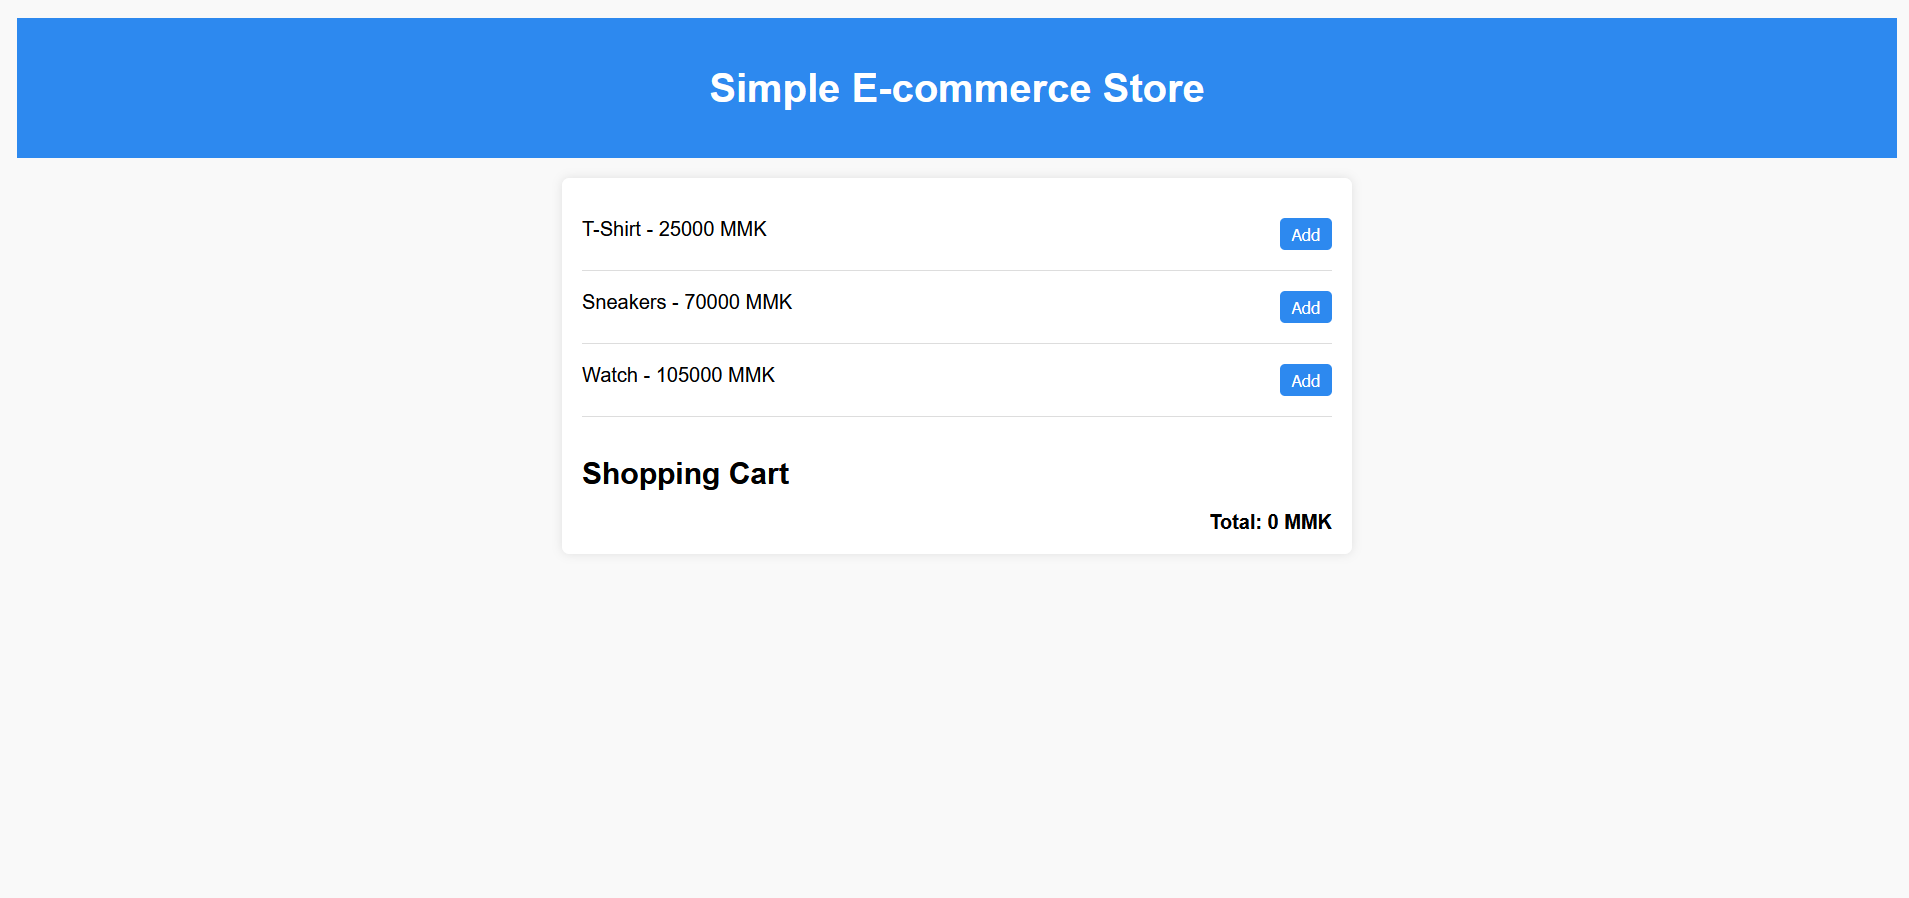 Simple E-commerce Store
T-Shirt - 25000 MMK
Add
Sneakers - 70000 MMK
Add
Watch - 105000 MMK
Add
Shopping Cart
Total: 0 MMK